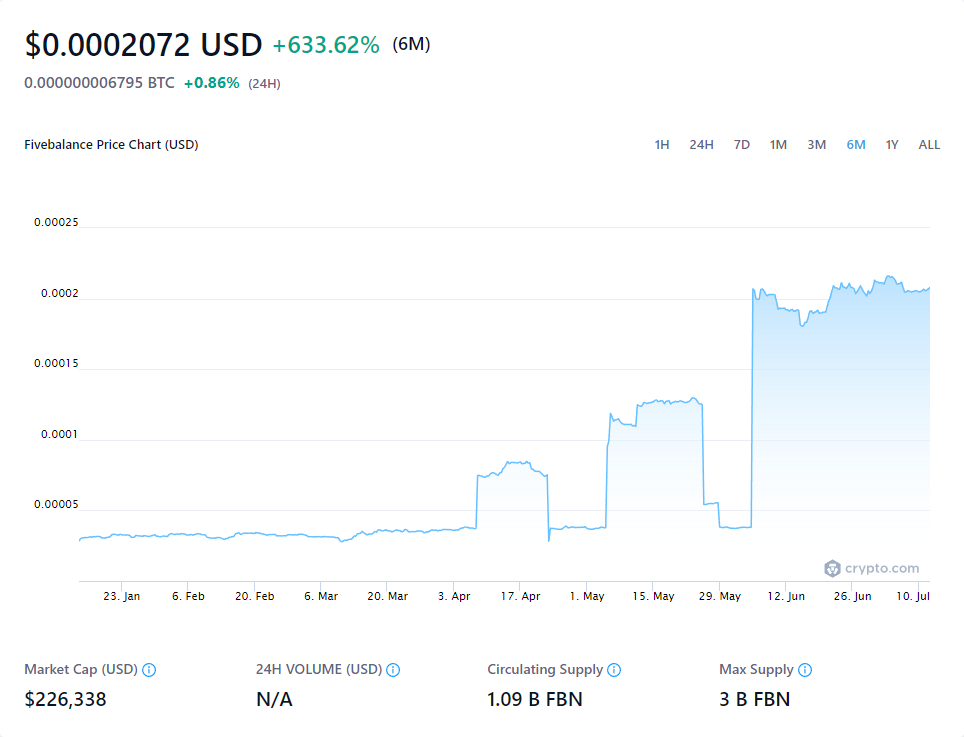 $0.0002072 USD +633.62% (6M)
0.000000006795 BTC +0.86% (24H)
Fivebalance Price Chart (USD) 1H 24H 7D 1M 3M 6M 1Y ALL
0.00025
0.0002
0.00015
0.0001
0.00005
crypto.com
23. Jan 6. Feb 20. Feb 6. Mar 20. Mar 3. Apr 17. Apr 1. May 15. May 29. May 12. Jun 26. Jun 10. Jul
Market Cap (USD) 24H VOLUME (USD) Circulating Supply Max Supply
$226,338 N/A 1.09 B FBN 3 B FBN